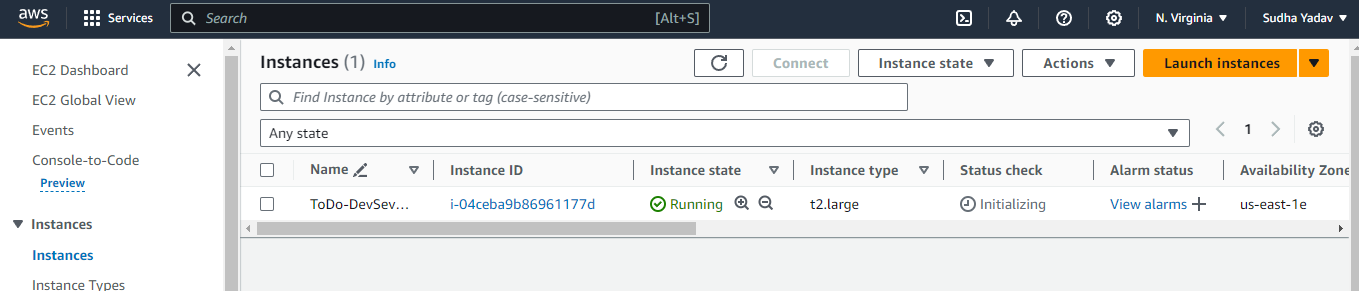 aws Services Search [Alt+S] N. Virginia Sudha Yadav
EC2 Dashboard
EC2 Global View
Events
Console-to-Code
Preview
Instances
Instances
Instance Types
Instances (1) Info Connect Instance state Actions Launch instances
Find Instance by attribute or tag (case-sensitive)
Any state 1
Name Instance ID Instance state Instance type Status check Alarm status Availability Zone
ToDo-DevSev... i-04ceba9b86961177d Running t2.large Initializing View alarms us-east-1e